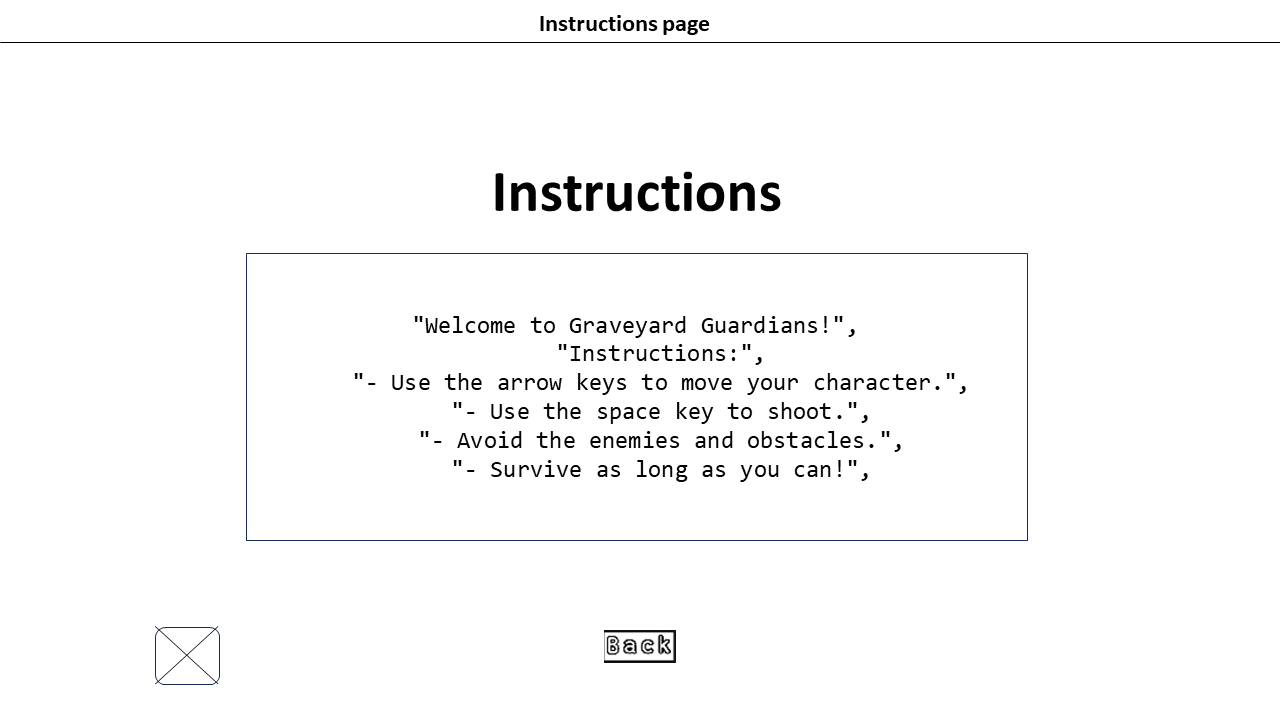 Instructions page
Instructions
"Welcome to Graveyard Guardians!",
"Instructions:",
"- Use the arrow keys to move your character.",
"- Use the space key to shoot.",
"- Avoid the enemies and obstacles.",
"- Survive as long as you can!",
Back